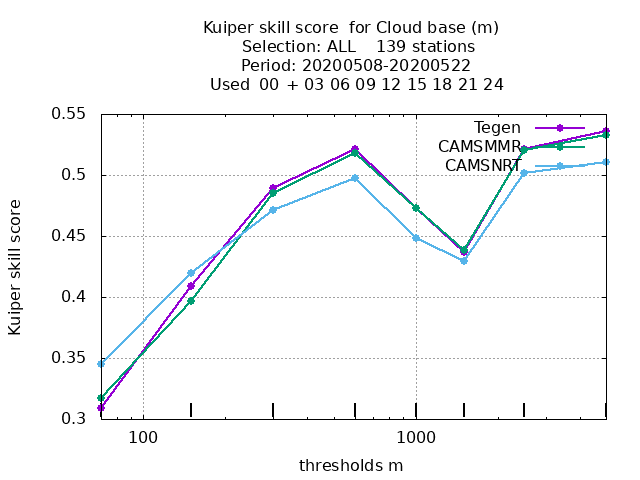 Kuiper skill score  for Cloud base (m)
Selection: ALL    139 stations
Period: 20200508-20200522
Used  00 + 03 06 09 12 15 18 21 24
0.55
0.5
0.45
0.4
0.35
0.3
Kuiper skill score
Tegen
CAMSMMR
CAMSNRT
100
1000
thresholds m